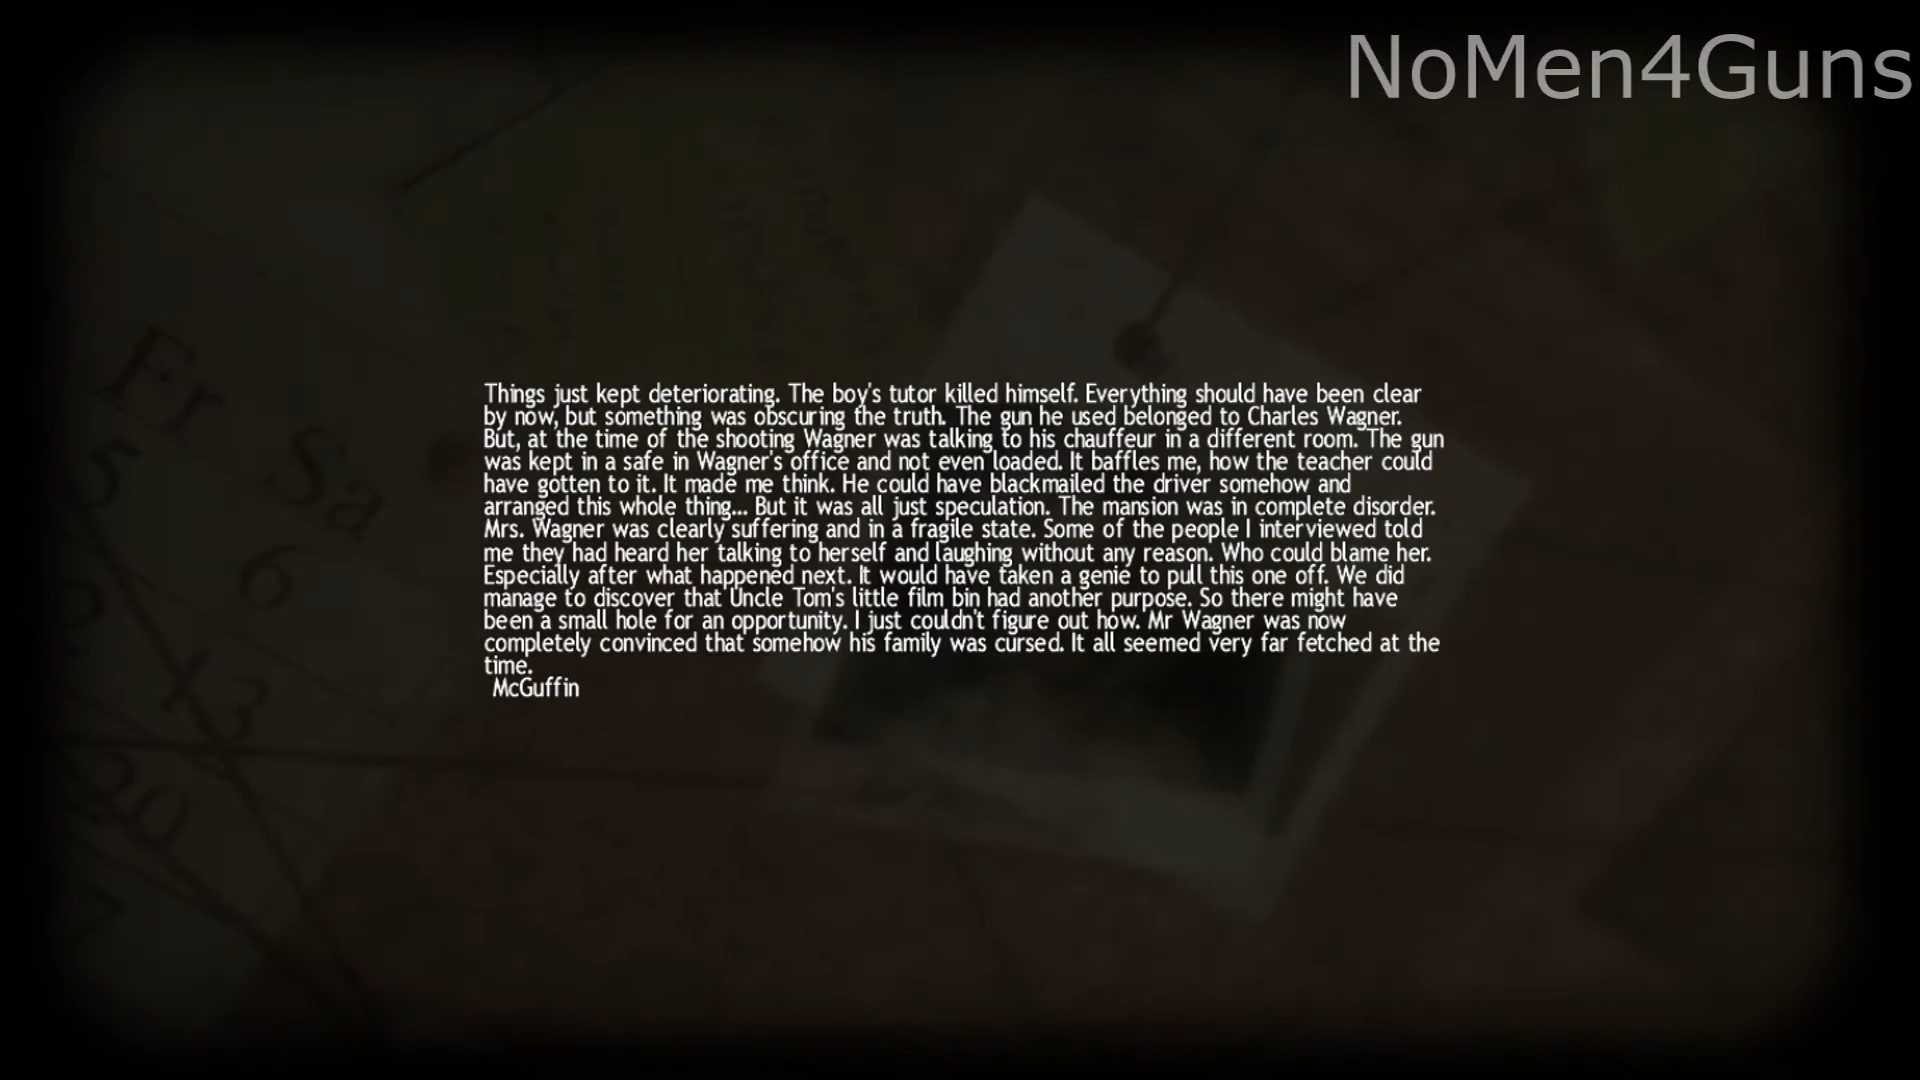 NoMen4Guns
Things just kept deteriorating. The boy's tutor killed himself. Everything should have been clear
by now, but something was obscuring the truth. The gun he used belonged to Charles Wagner.
But, at the time of the shooting Wagner was talking to his chauffeur in a different room. The gun
was kept in a safe in Wagner's office and not even loaded. It baffles me, how the teacher could
have gotten to it. It made me think. He could have blackmailed the driver somehow and
arranged this whole thing... But it was all just speculation. The mansion was in complete disorder.
Mrs. Wagner was clearly suffering and in a fragile state. Some of the people I interviewed told
me they had heard her talking to herself and laughing without any reason. Who could blame her.
Especially after what happened next. It would have taken a genie to pull this one off. We did
manage to discover that Uncle Tom's little film bin had another purpose. So there might have
been a small hole for an opportunity. I just couldn't figure out how. Mr Wagner was now
completely convinced that somehow his family was cursed. It all seemed very far fetched at the
time.
McGuffin
Fr Sa
5 6
13
20